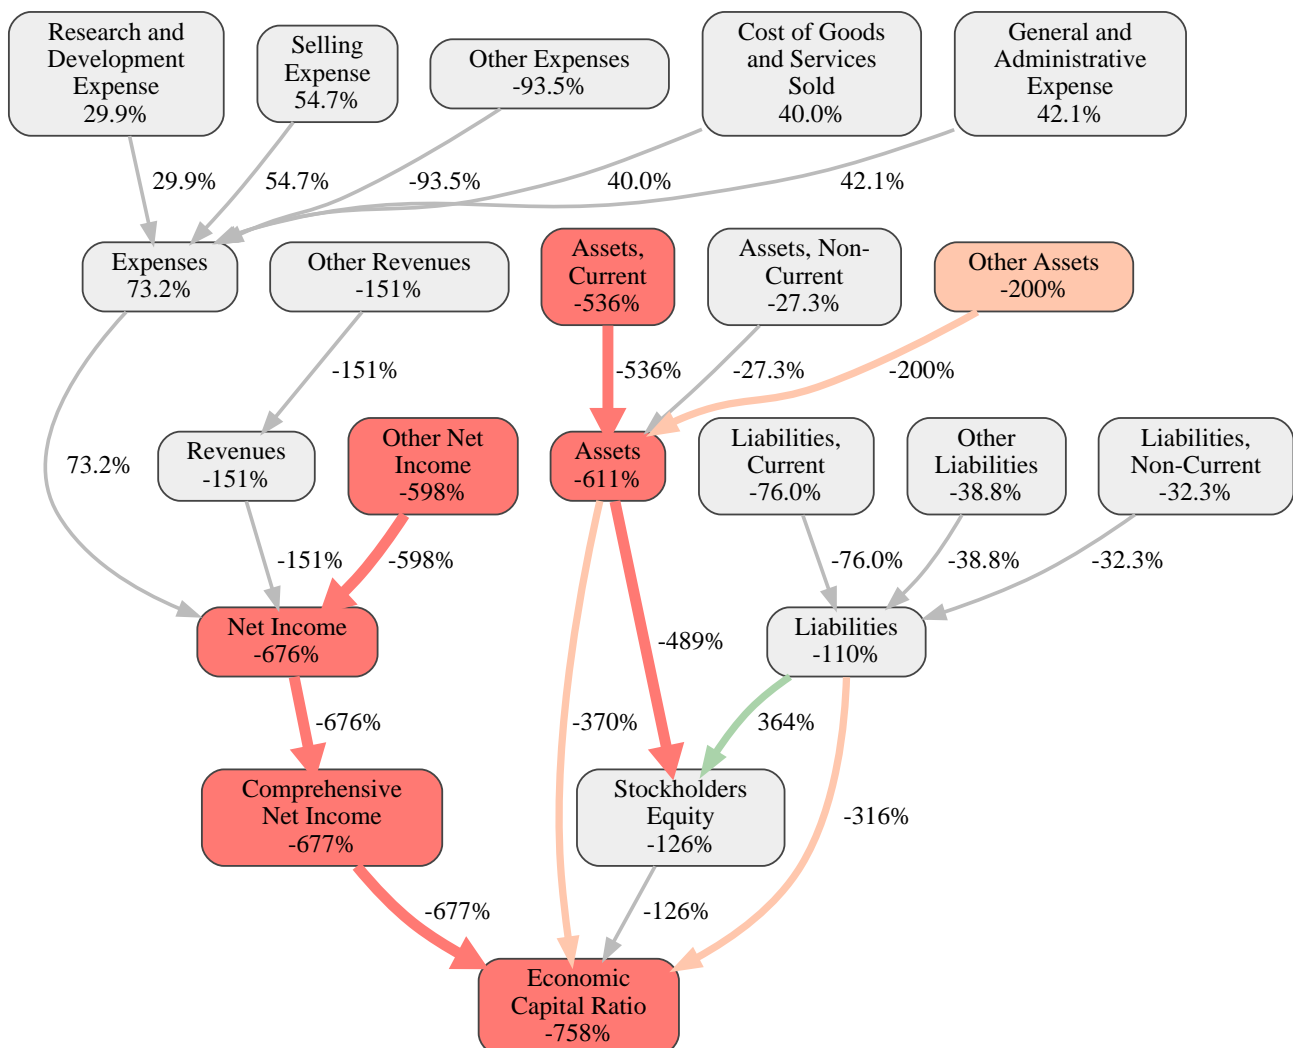 Research and
Development
Expense
29.9%
Selling
Expense
54.7%
Other Expenses
-93.5%
Cost of Goods
and Services
Sold
40.0%
General and
Administrative
Expense
42.1%
29.9%
54.7%
-93.5%
40.0%
42.1%
Expenses
73.2%
Other Revenues
-151%
Assets,
Current
-536%
Assets, Non-
Current
-27.3%
Other Assets
-200%
-151%
-536%
-27.3%
-200%
73.2%
Revenues
-151%
Other Net
Income
-598%
Assets
-611%
Liabilities,
Current
-76.0%
Other
Liabilities
-38.8%
Liabilities,
Non-Current
-32.3%
-151%
-598%
-76.0%
-38.8%
-32.3%
Net Income
-676%
-489%
Liabilities
-110%
-676%
-370%
364%
Comprehensive
Net Income
-677%
Stockholders
Equity
-126%
-316%
-677%
-126%
Economic
Capital Ratio
-758%